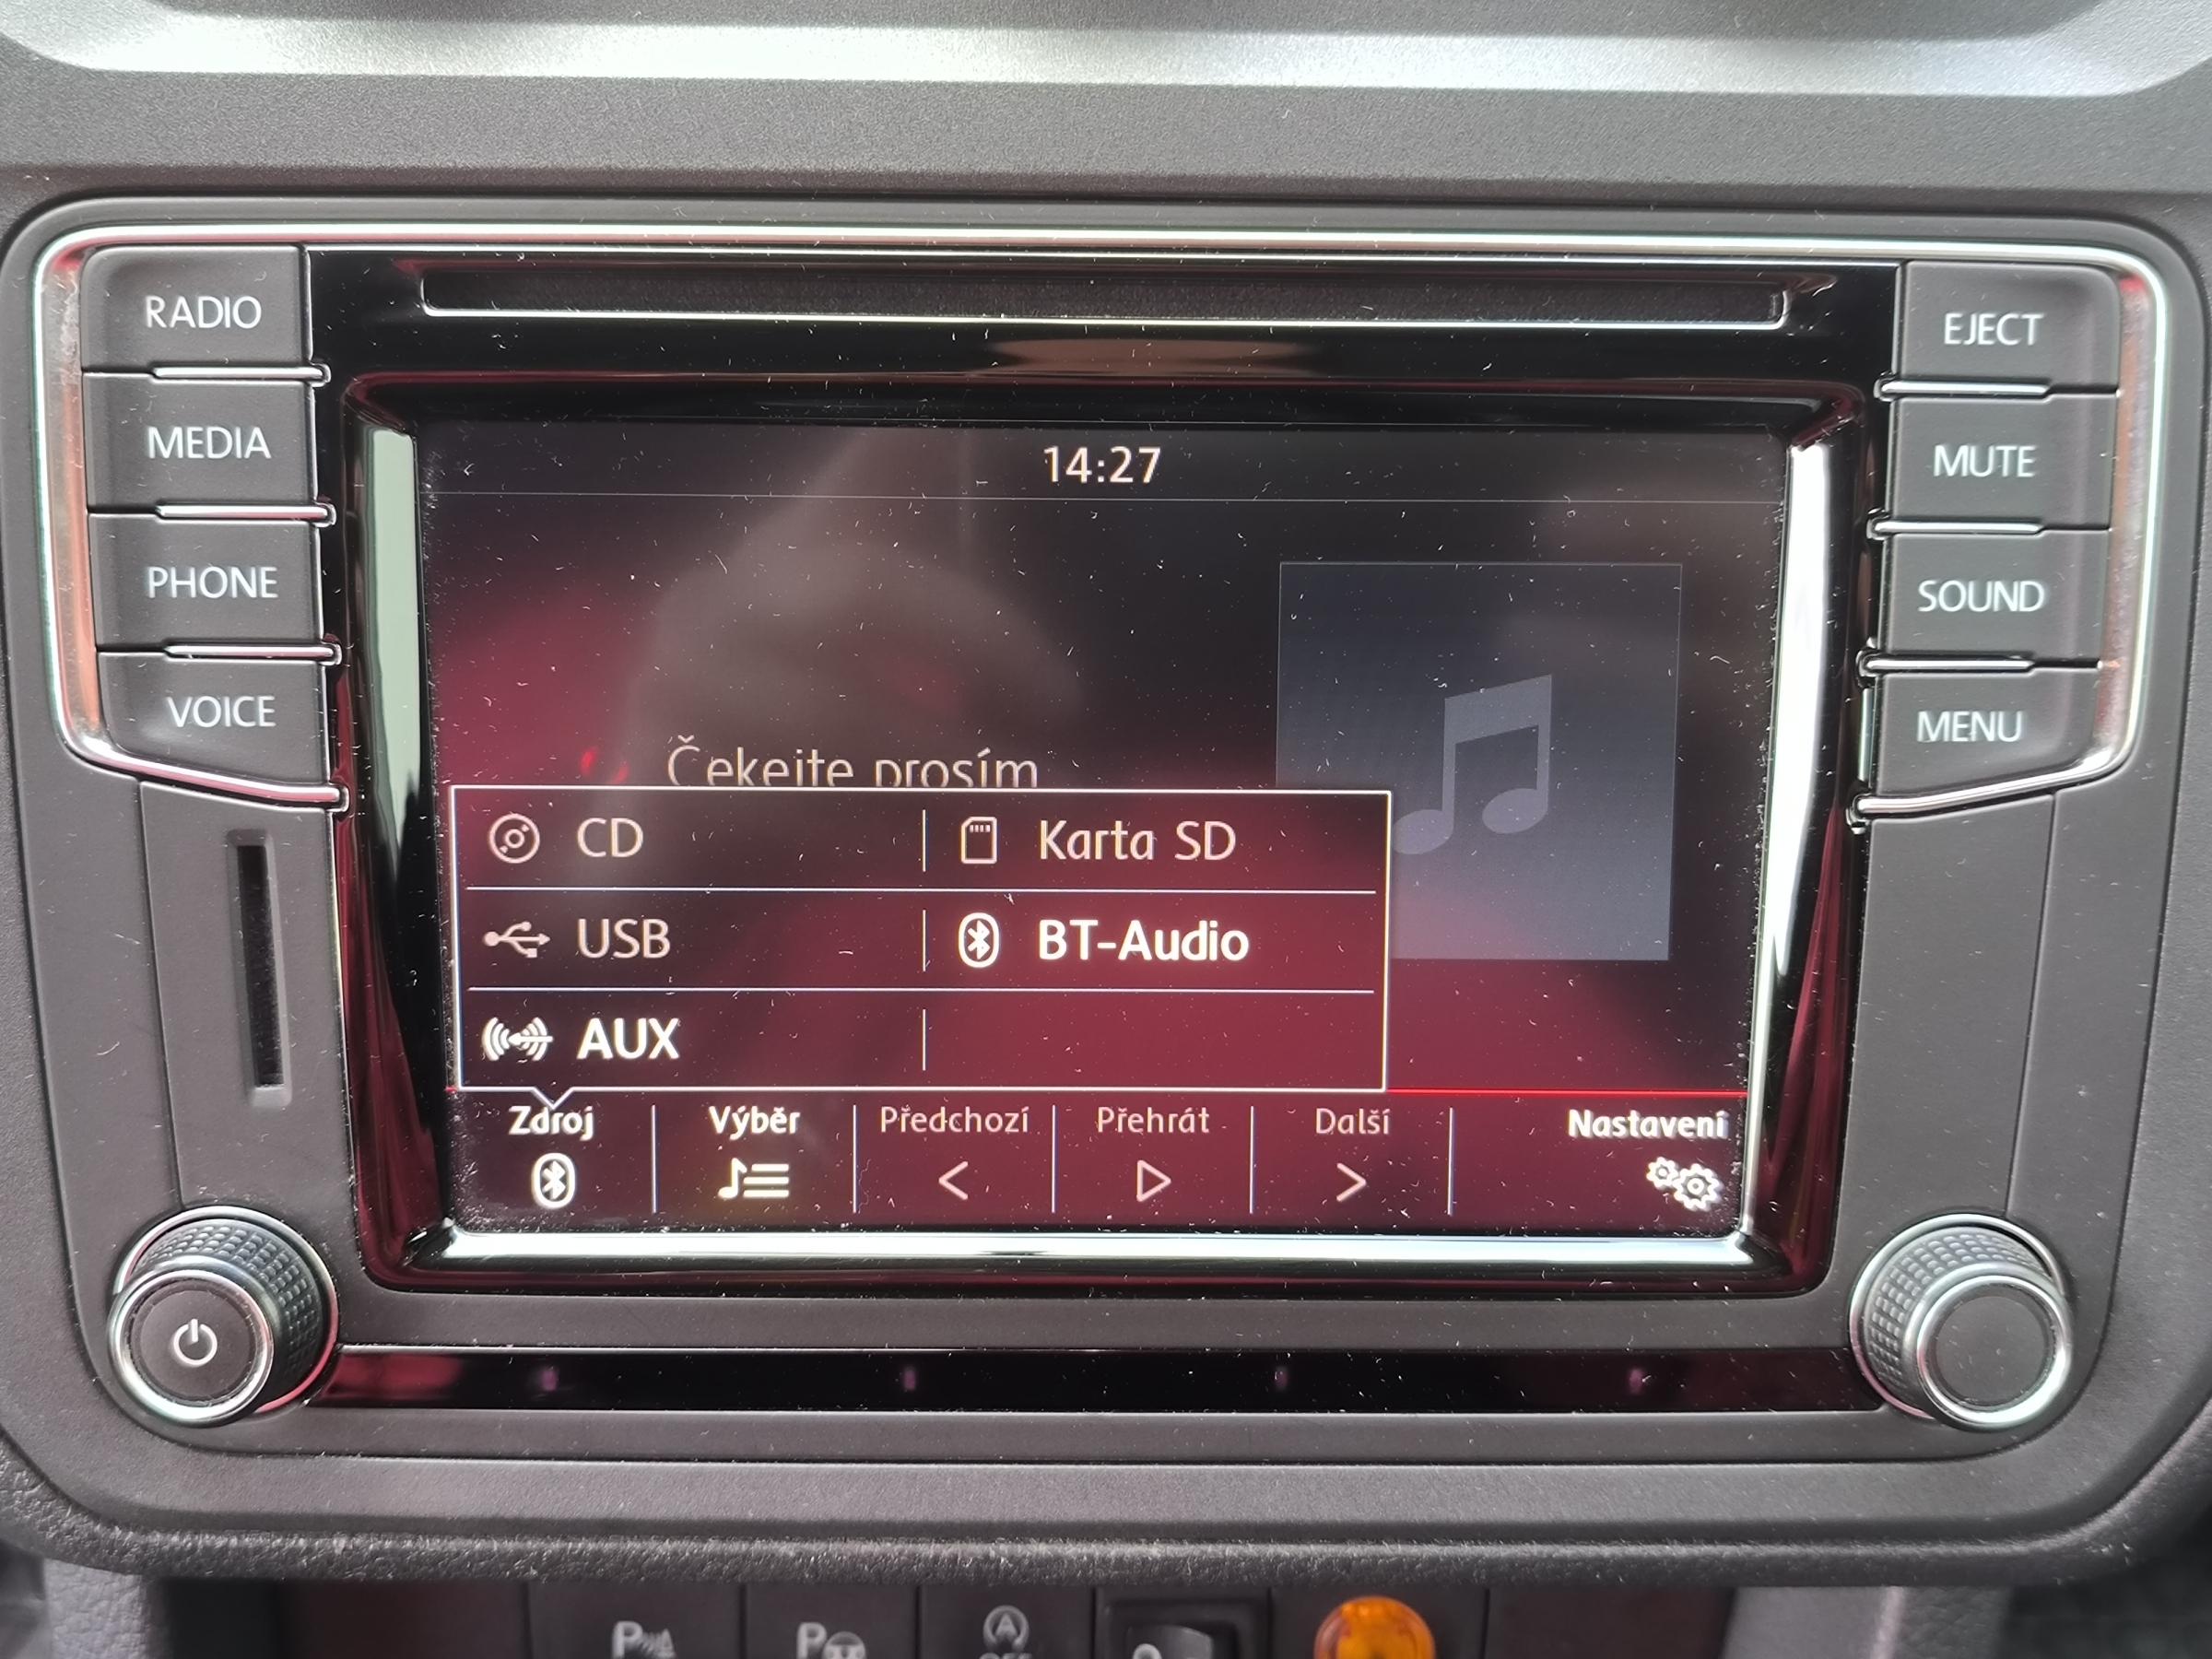 RADIO
MEDIA
PHONE
VOICE
EJECT
MUTE
SOUND
MENU
14:27
Čekejte prosím
CD
Karta SD
USB
BT-Audio
AUX
Zdroj
Výběr
Předchozí
Přehrát
Další
Nastavení
P
P
A
OFF